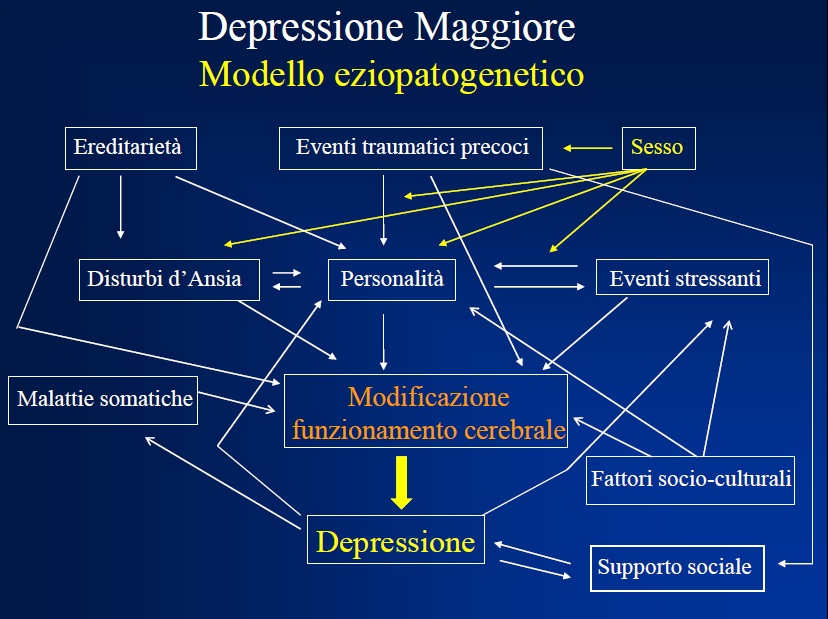 Depressione Maggiore
Modello eziopatogenetico
Ereditarietà
Eventi traumatici precoci
Sesso
Disturbi d’Ansia
Personalità
Eventi stressanti
Malattie somatiche
Modificazione
funzionamento cerebrale
Fattori socio-culturali
Depressione
Supporto sociale